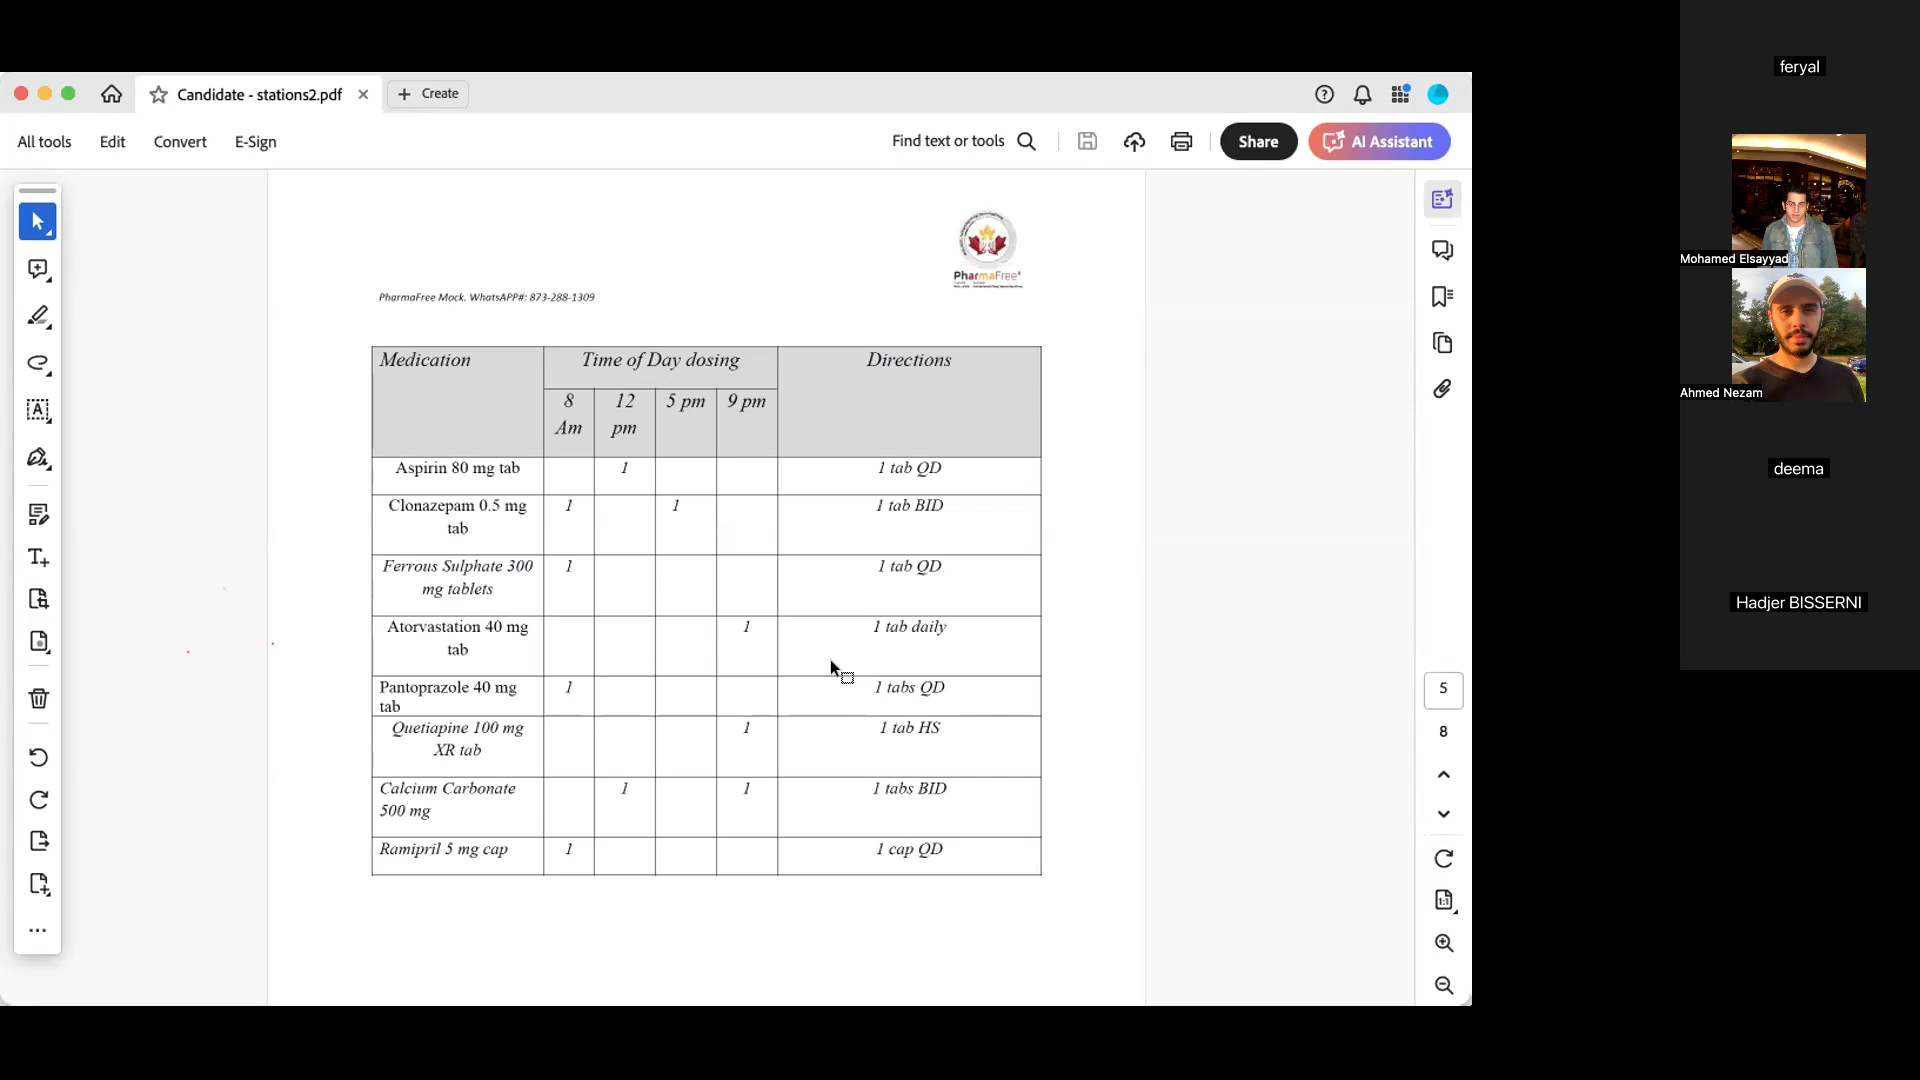 feryal
Candidate - stations2.pdf
Create
All tools
Edit
Convert
E-Sign
Find text or tools
Share
AI Assistant
PharmaFree
PharmaFree Mock. WhatsAPP#: 873-288-1309
Mohamed Elsayyad
Ahmed Nezam
deema
Hadjer BISSERNI
Medication Time of Day dosing Directions
8 Am 12 pm 5 pm 9 pm
Aspirin 80 mg tab 1 1 tab QD
Clonazepam 0.5 mg 1 1 1 tab BID
tab
Ferrous Sulphate 300 1 1 tab QD
mg tablets
Atorvastation 40 mg 1 1 tab daily
tab
Pantoprazole 40 mg 1 1 tabs QD
tab
Quetiapine 100 mg 1 1 tab HS
XR tab
Calcium Carbonate 1 1 1 tabs BID
500 mg
Ramipril 5 mg cap 1 1 cap QD
5
8